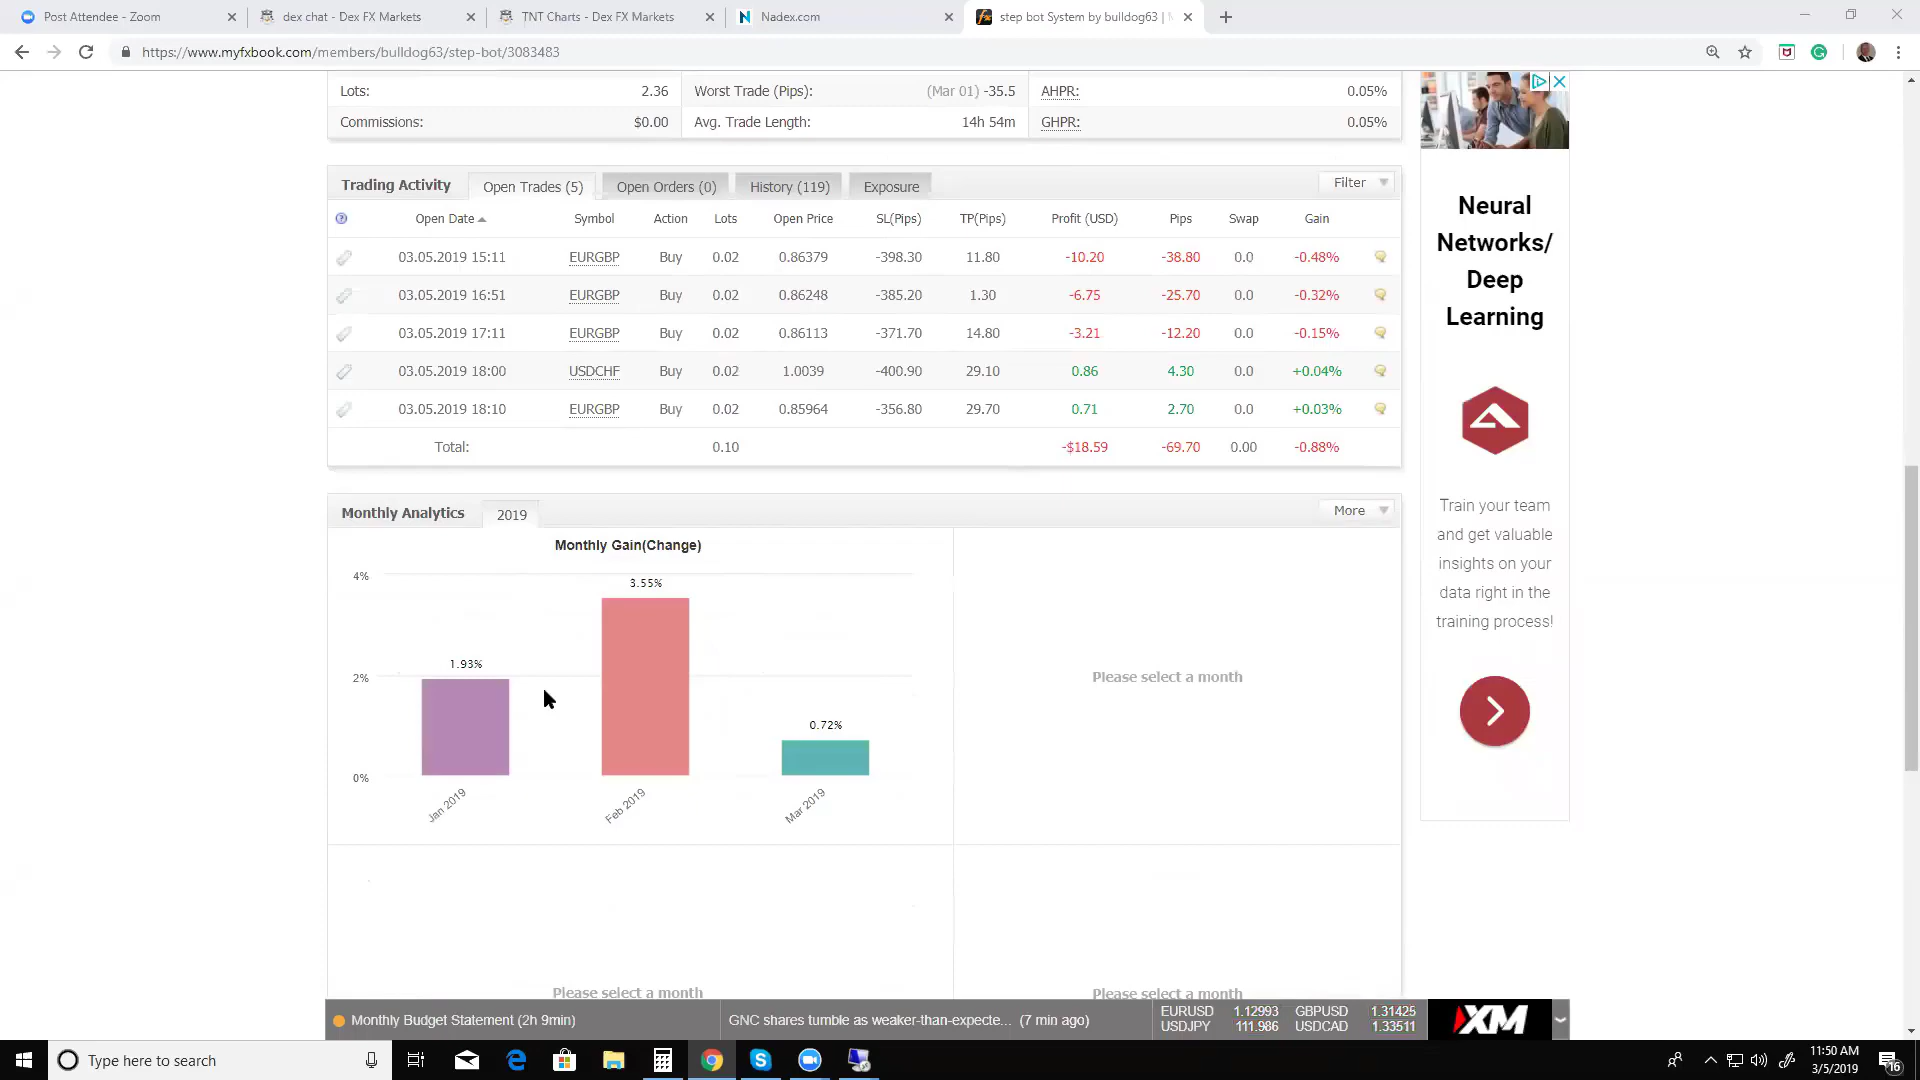 Post Attendee - Zoom
dex chat - Dex FX Markets
TNT Charts - Dex FX Markets
Nadex.com
step bot System by bulldog63 |
https://www.myfxbook.com/members/bulldog63/step-bot/3083483
Lots: 2.36 Worst Trade (Pips): (Mar 01) -35.5 AHPR: 0.05%
Commissions: $0.00 Avg. Trade Length: 14h 54m GHPR: 0.05%
Trading Activity Open Trades (5) Open Orders (0) History (119) Exposure Filter
Open Date Symbol Action Lots Open Price SL(Pips) TP(Pips) Profit (USD) Pips Swap Gain
03.05.2019 15:11 EURGBP Buy 0.02 0.86379 -398.30 11.80 -10.20 -38.80 0.0 -0.48%
03.05.2019 16:51 EURGBP Buy 0.02 0.86248 -385.20 1.30 -6.75 -25.70 0.0 -0.32%
03.05.2019 17:11 EURGBP Buy 0.02 0.86113 -371.70 14.80 -3.21 -12.20 0.0 -0.15%
03.05.2019 18:00 USDCHF Buy 0.02 1.0039 -400.90 29.10 0.86 4.30 0.0 +0.04%
03.05.2019 18:10 EURGBP Buy 0.02 0.85964 -356.80 29.70 0.71 2.70 0.0 +0.03%
Total: 0.10 -$18.59 -69.70 0.00 -0.88%
Monthly Analytics 2019 More
Monthly Gain(Change)
4%
3.55%
1.93%
2%
0.72%
0%
Jan 2019
Feb 2019
Mar 2019
Please select a month
Please select a month
Please select a month
Neural
Networks/
Deep
Learning
Train your team
and get valuable
insights on your
data right in the
training process!
Monthly Budget Statement (2h 9min)
GNC shares tumble as weaker-than-expecte... (7 min ago)
EURUSD 1.12993 GBPUSD 1.31425
USDJPY 111.986 USDCAD 1.33511
XM
Type here to search
11:50 AM
3/5/2019
16